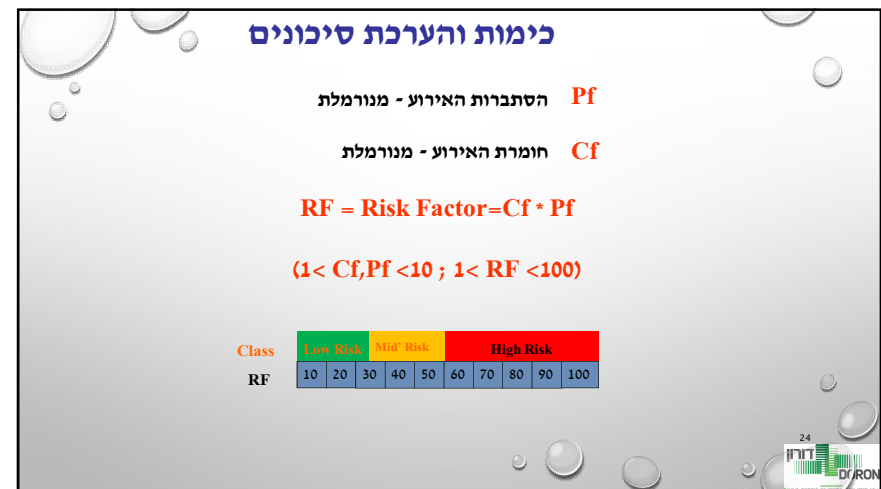 כימות והערכת סיכונים
Pf הסתברות האירוע - מנורמלת
Cf חומרת האירוע - מנורמלת
RF = Risk Factor=Cf * Pf
(1< Cf,Pf <10 ; 1< RF <100)
Class Low Risk Mid' Risk High Risk
RF 10 20 30 40 50 60 70 80 90 100
24
דורון
DORON